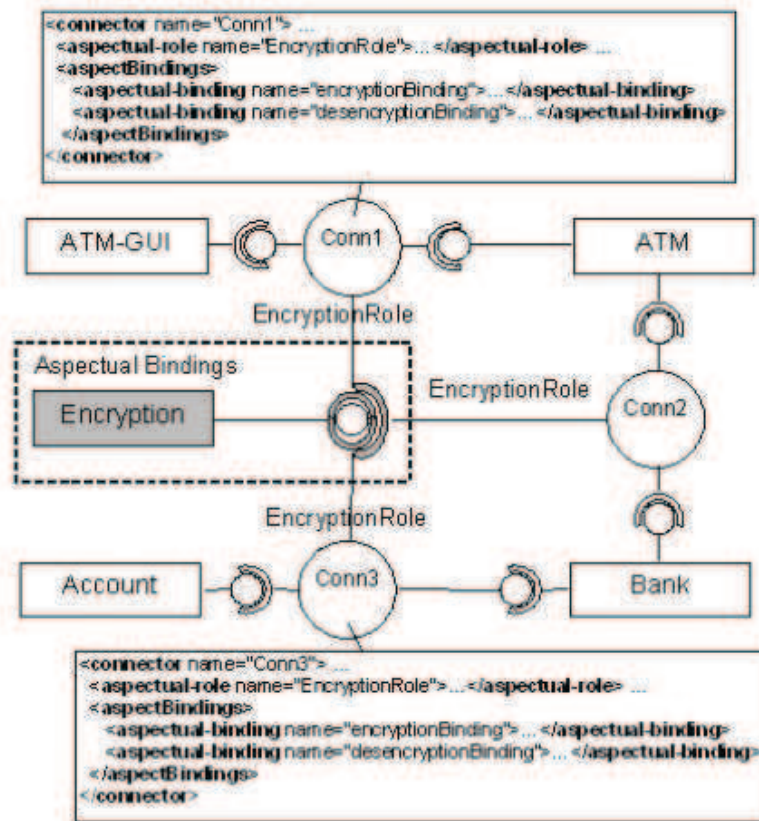 <connector name="Conn1"> ...
<aspectual-role name="EncryptionRole">... </aspectual-role> ...
<aspectBindings>
<aspectual-binding name="encryptionBinding">... </aspectual-binding>
<aspectual-binding name="desencryptionBinding">... </aspectual-binding>
</aspectBindings>
</connector>
ATM-GUI
Conn1
ATM
EncryptionRole
Aspectual Bindings
Encryption
EncryptionRole
Conn2
EncryptionRole
Account
Conn3
Bank
<connector name="Conn3"> ...
<aspectual-role name="EncryptionRole">...</aspectual-role> ...
<aspectBindings>
<aspectual-binding name="encryptionBinding">... </aspectual-binding>
<aspectual-binding name="desencryptionBinding">... </aspectual-binding>
</aspectBindings>
</connector>